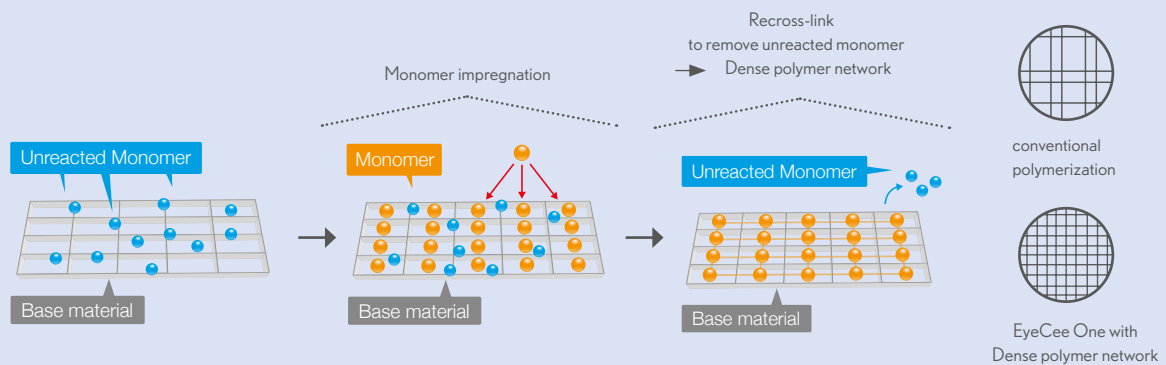 Recross-link
to remove unreacted monomer
Dense polymer network
Monomer impregnation
Unreacted Monomer
Monomer
Unreacted Monomer
conventional
polymerization
Base material
Base material
Base material
EyeCee One with
Dense polymer network